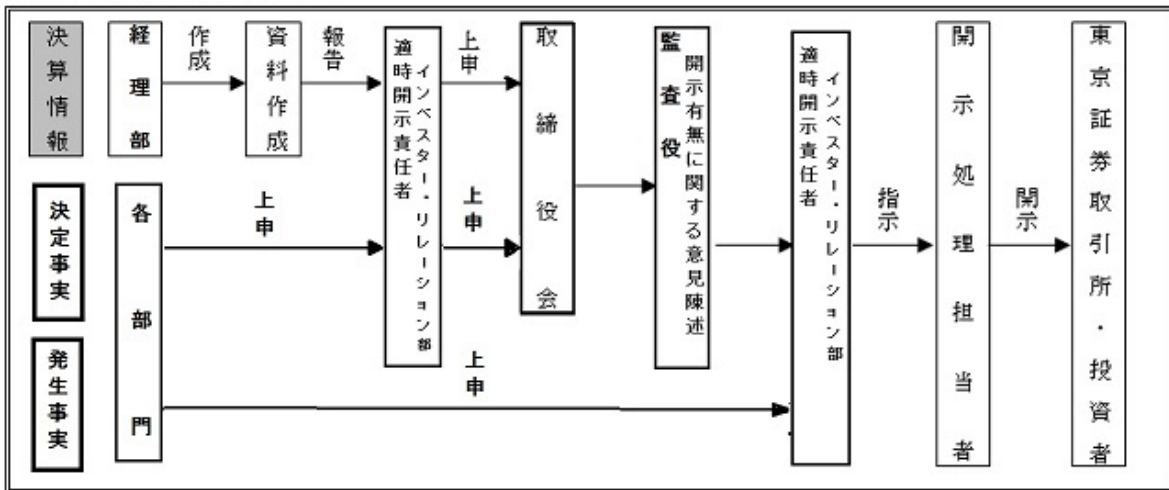 決算情報
経理部
作成
資料作成
報告
インベスター・リレーション部
適時開示責任者
上申
取締役会
監査役
開示有無に関する意見陳述
インベスター・リレーション部
適時開示責任者
指示
開示処理担当者
開示
東京証券取引所・投資者
決定事実
各部門
上申
上申
発生事実
上申